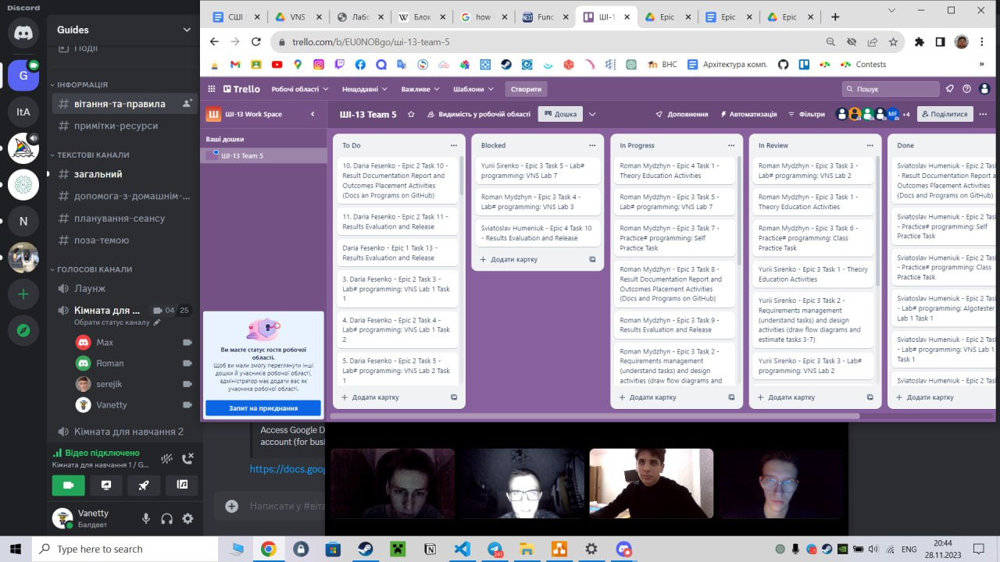 Discord
Guides
Події
ІНФОРМАЦІЯ
вітання-та-правила
примітки-ресурси
ТЕКСТОВІ КАНАЛИ
загальний
допомога-з-домашнім-...
планування-сеансу
поза-темою
ГОЛОСОВІ КАНАЛИ
Лаунж
Кімната для ...
04 25
Обрати статус каналу
Max
Roman
serejik
Vanetty
Кімната для навчання 2
Відео підключено
Кімната для навчання 1 / G...
Vanetty
Балдеет
G
ItA
N
СШІ
VNS
Лабо
Блок
how
Func
ШІ-1
Epic
Epic
Epic
trello.com/b/EU0NOBgo/ші-13-team-5
ВНС
Архітектура комп.
Contests
»
Trello
Робочі області
Нещодавні
Важливе
Шаблони
Створити
Пошук
Ш
ШІ-13 Work Space
ШІ-13 Team 5
Видимість у робочій області
Дошка
Доповнення
Автоматизація
Фільтри
MF
+4
Поділитися
Ваші дошки
ШІ-13 Team 5
Ви маєте статус гостя робочої
області.
Щоб ви мали змогу переглянути інші
дошки й учасників робочої області,
адміністратор має додати вас як
учасника робочої області.
Запит на приєднання
To Do
10. Daria Fesenko - Epic 2 Task 10 -
Result Documentation Report and
Outcomes Placement Activities
(Docs an Programs on GitHub)
11. Daria Fesenko - Epic 2 Task 11 -
Results Evaluation and Release
Daria Fesenko - Epic 1 Task 13 -
Results Evaluation and Release
3. Daria Fesenko - Epic 2 Task 3 -
Lab# programming: VNS Lab 1 Task
1
4. Daria Fesenko - Epic 2 Task 4 -
Lab# programming: VNS Lab 1 Task
2
5. Daria Fesenko - Epic 2 Task 5 -
Lab# programming: VNS Lab 2 Task
1
Додати картку
Blocked
Yurii Sirenko - Epic 3 Task 5 - Lab#
programming: VNS Lab 7
Roman Mydzhyn - Epic 3 Task 4 -
Lab# programming: VNS Lab 3
Sviatoslav Humeniuk - Epic 4 Task 10
- Results Evaluation and Release
Додати картку
In Progress
Roman Mydzhyn - Epic 4 Task 1 -
Theory Education Activities
Roman Mydzhyn - Epic 3 Task 5 -
Lab# programming: VNS Lab 7
Roman Mydzhyn - Epic 3 Task 7 -
Practice# programming: Self
Practice Task
Roman Mydzhyn - Epic 3 Task 8 -
Result Documentation Report and
Outcomes Placement Activities
(Docs and Programs on GitHub)
Roman Mydzhyn - Epic 3 Task 9 -
Results Evaluation and Release
Roman Mydzhyn - Epic 3 Task 2 -
Requirements management
(understand tasks) and design
activities (draw flow diagrams and
Додати картку
In Review
Roman Mydzhyn - Epic 3 Task 3 -
Lab# programming: VNS Lab 2
Roman Mydzhyn - Epic 3 Task 1 -
Theory Education Activities
Roman Mydzhyn - Epic 3 Task 6 -
Practice# programming: Class
Practice Task
Yurii Sirenko - Epic 3 Task 1 - Theory
Education Activities
Yurii Sirenko - Epic 3 Task 2 -
Requirements management
(understand tasks) and design
activities (draw flow diagrams and
estimate tasks 3-7)
Yurii Sirenko - Epic 3 Task 3 - Lab#
programming: VNS Lab 2
Додати картку
Done
Sviatoslav Humeniuk - Epic 2 Task
- Result Documentation Report and
Outcomes Placement Activities
(Docs and Programs on GitHub)
Sviatoslav Humeniuk - Epic 2 Task
- Practice# programming: Self
Practice Task
Sviatoslav Humeniuk - Epic 2 Task
- Practice# programming: Class
Practice Task
Sviatoslav Humeniuk - Epic 2 Task
- Lab# programming: Algotester
Lab 1 Task 1
Sviatoslav Humeniuk - Epic 2 Task
- Lab# programming: VNS Lab 1
Task 1
Sviatoslav Humeniuk - Epic 2 Task
Додати картку
Access Google D
account (for busi
https://docs.goog
Написати у #віта
Type here to search
241
ENG
20:44
28.11.2023